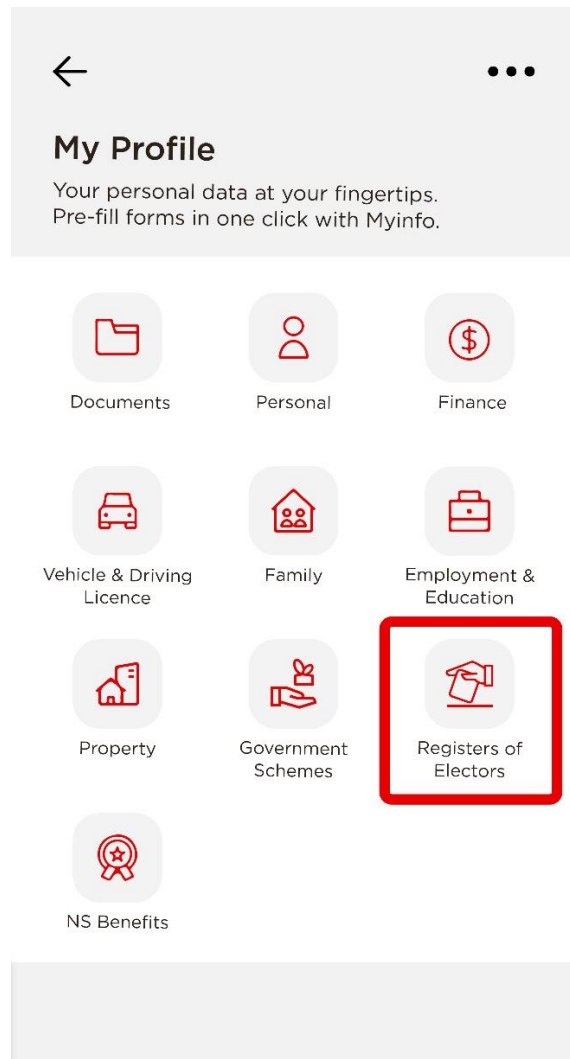 My Profile
Your personal data at your fingertips.
Pre-fill forms in one click with Myinfo.
Documents
Personal
Finance
Vehicle & Driving
Licence
Family
Employment &
Education
Property
Government
Schemes
Registers of
Electors
NS Benefits